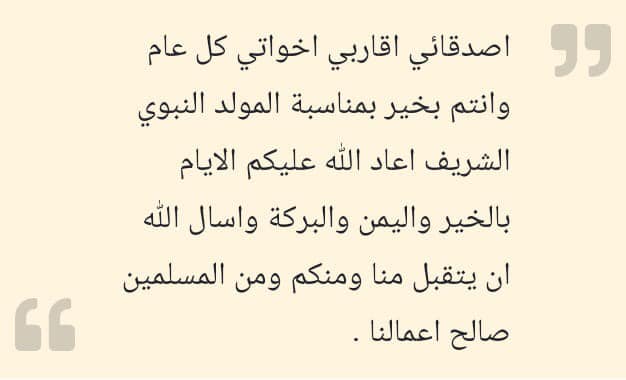 اصدقائي اقاربي اخواتي كل عام
وانتم بخير بمناسبة المولد النبوي
الشريف اعاد الله عليكم الايام
بالخير واليمن والبركة واسال الله
ان يتقبل منا ومنكم ومن المسلمين
صالح اعمالنا .